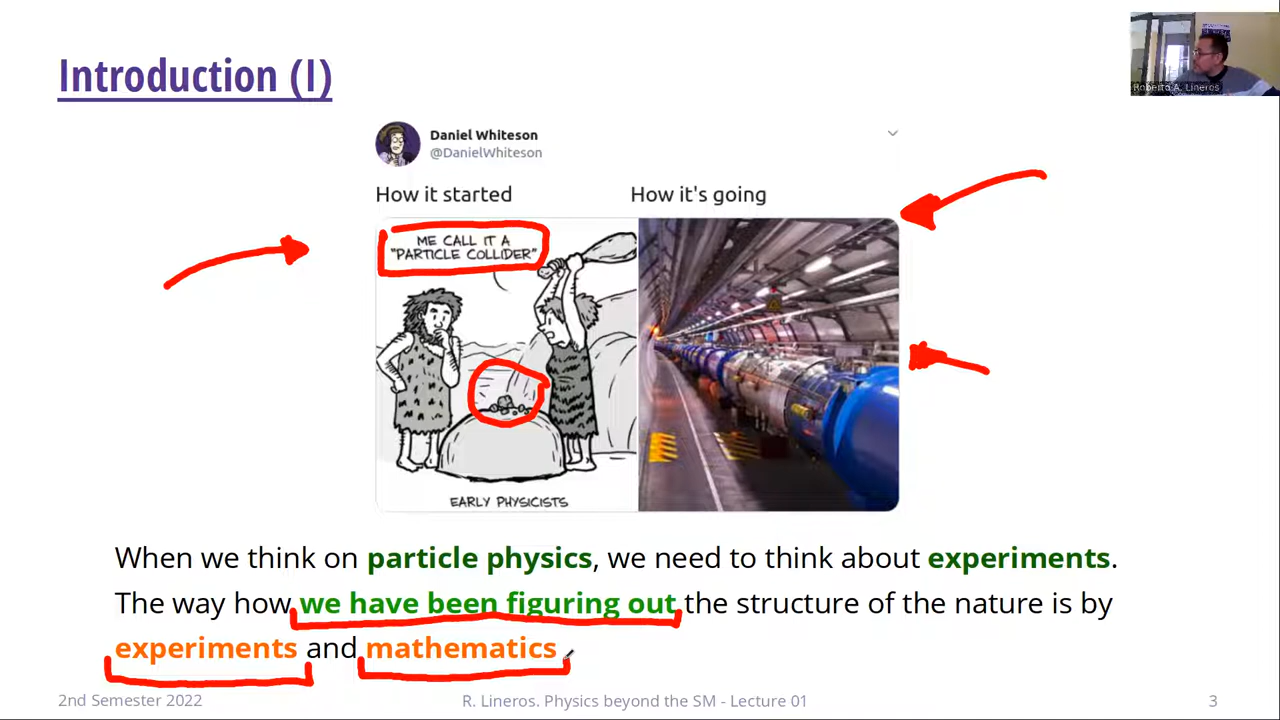 Introduction (I)
Roberto A. Lineros
Daniel Whiteson
@DanielWhiteson
How it started
How it's going
ME CALL IT A
"PARTICLE COLLIDER"
EARLY PHYSICISTS
When we think on particle physics, we need to think about experiments.
The way how we have been figuring out the structure of the nature is by
experiments and mathematics
2nd Semester 2022
R. Lineros. Physics beyond the SM - Lecture 01
3